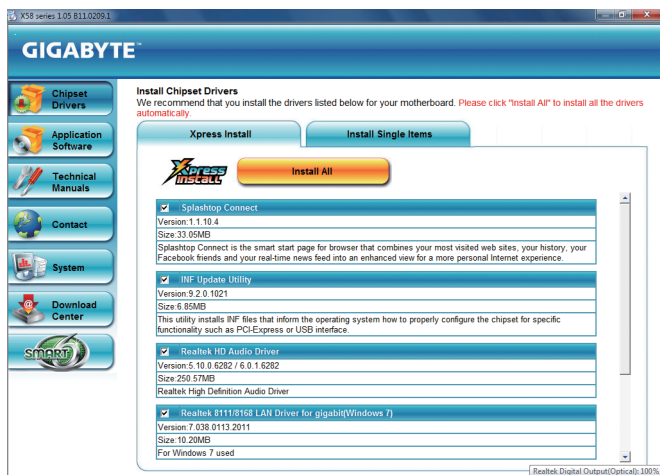 X58 series 1.05 B11.0209.1
GIGABYTE™
Chipset
Drivers
Application
Software
Technical
Manuals
Contact
System
Download
Center
SMART
Install Chipset Drivers
We recommend that you install the drivers listed below for your motherboard. Please click "Install All" to install all the drivers
automatically.
Xpress Install
Install Single Items
Xpress
INSTALL
Install All
Splashtop Connect
Version:1.1.10.4
Size:33.05MB
Splashtop Connect is the smart start page for browser that combines your most visited web sites, your history, your
Facebook friends and your real-time news feed into an enhanced view for a more personal Internet experience.
INF Update Utility
Version:9.2.0.1021
Size:6.85MB
This utility installs INF files that inform the operating system how to properly configure the chipset for specific
functionality such as PCI-Express or USB interface.
Realtek HD Audio Driver
Version:5.10.0.6282 / 6.0.1.6282
Size:250.57MB
Realtek High Definition Audio Driver
Realtek 8111/8168 LAN Driver for gigabit(Windows 7)
Version:7.038.0113.2011
Size:10.20MB
For Windows 7 used
Realtek Digital Output(Optical): 100%